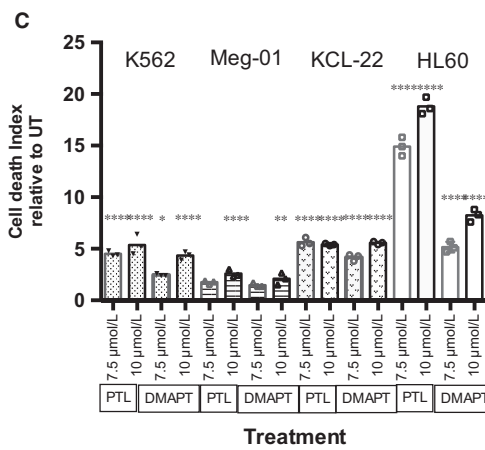 C
K562 Meg-01 KCL-22 HL60
Cell death Index
relative to UT
25
20
15
10
5
0
**** **** * **** **** ** **** **** **** **** **** **** **** ****
7.5 µmol/L 10 µmol/L 7.5 µmol/L 10 µmol/L 7.5 µmol/L 10 µmol/L 7.5 µmol/L 10 µmol/L 7.5 µmol/L 10 µmol/L 7.5 µmol/L 10 µmol/L 7.5 µmol/L 10 µmol/L 7.5 µmol/L 10 µmol/L
PTL DMAPT PTL DMAPT PTL DMAPT PTL DMAPT
Treatment